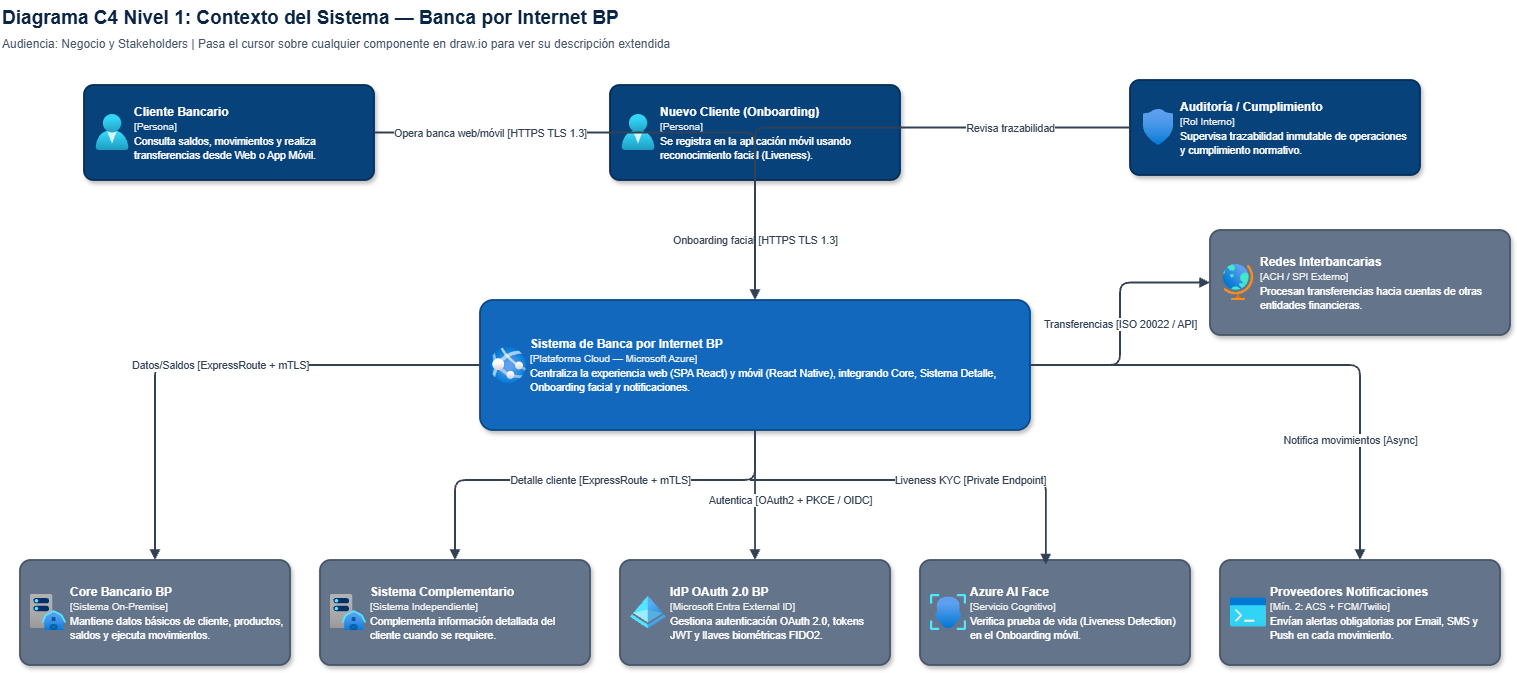 Diagrama C4 Nivel 1: Contexto del Sistema — Banca por Internet BP
Audiencia: Negocio y Stakeholders | Pasa el cursor sobre cualquier componente en draw.io para ver su descripción extendida
Cliente Bancario
[Persona]
Consulta saldos, movimientos y realiza
transferencias desde Web o App Móvil.
Opera banca web/móvil [HTTPS TLS 1.3]
Nuevo Cliente (Onboarding)
[Persona]
Se registra en la aplicación móvil usando
reconocimiento facial (Liveness).
Revisa trazabilidad
Auditoría / Cumplimiento
[Rol Interno]
Supervisa trazabilidad inmutable de operaciones
y cumplimiento normativo.
Onboarding facial [HTTPS TLS 1.3]
Redes Interbancarias
[ACH / SPI Externo]
Procesan transferencias hacia cuentas de otras
entidades financieras.
Transferencias [ISO 20022 / API]
Sistema de Banca por Internet BP
[Plataforma Cloud — Microsoft Azure]
Centraliza la experiencia web (SPA React) y móvil (React Native), integrando Core, Sistema Detalle,
Onboarding facial y notificaciones.
Datos/Saldos [ExpressRoute + mTLS]
Notifica movimientos [Async]
Detalle cliente [ExpressRoute + mTLS]
Liveness KYC [Private Endpoint]
Autentica [OAuth2 + PKCE / OIDC]
Core Bancario BP
[Sistema On-Premise]
Mantiene datos básicos de cliente, productos,
saldos y ejecuta movimientos.
Sistema Complementario
[Sistema Independiente]
Complementa información detallada del
cliente cuando se requiere.
IdP OAuth 2.0 BP
[Microsoft Entra External ID]
Gestiona autenticación OAuth 2.0, tokens
JWT y llaves biométricas FIDO2.
Azure AI Face
[Servicio Cognitivo]
Verifica prueba de vida (Liveness Detection)
en el Onboarding móvil.
Proveedores Notificaciones
[Mín. 2: ACS + FCM/Twilio]
Envían alertas obligatorias por Email, SMS y
Push en cada movimiento.